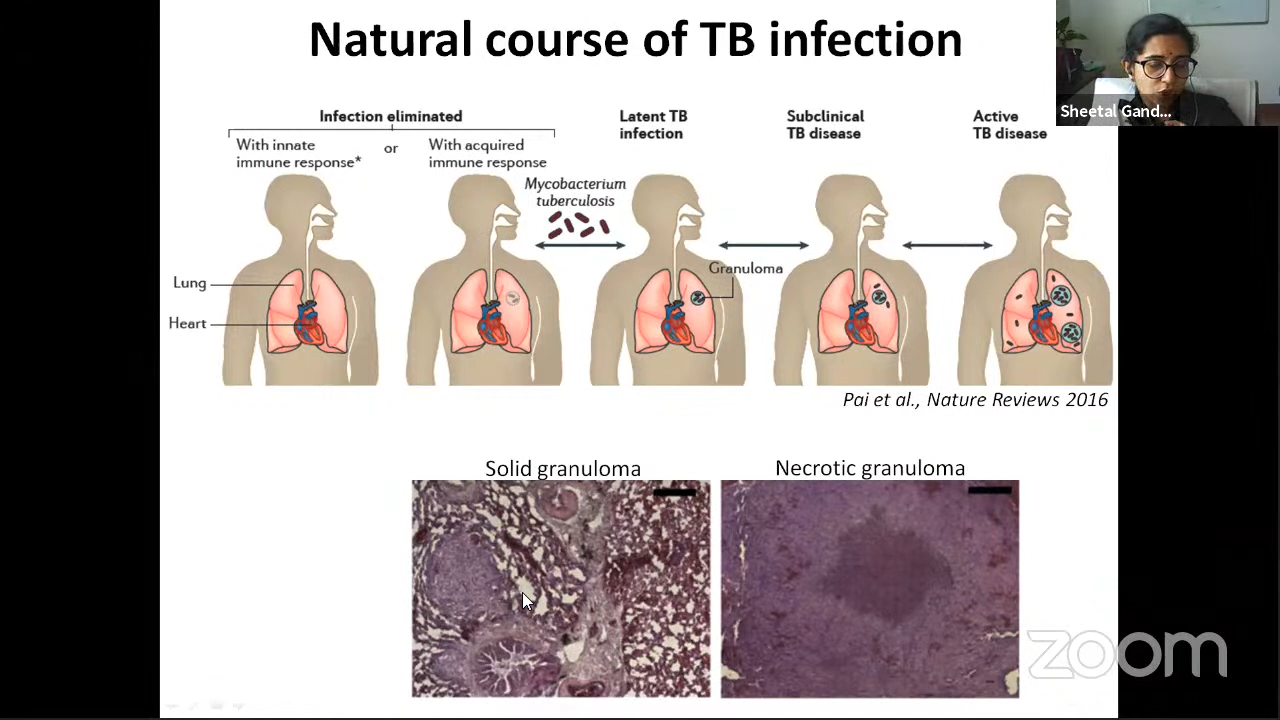 Natural course of TB infection
Sheetal Gand...
Infection eliminated
With innate
immune response*
or
With acquired
immune response
Latent TB
infection
Subclinical
TB disease
Active
TB disease
Mycobacterium
tuberculosis
Granuloma
Lung
Heart
Pai et al., Nature Reviews 2016
Solid granuloma
Necrotic granuloma
zoom